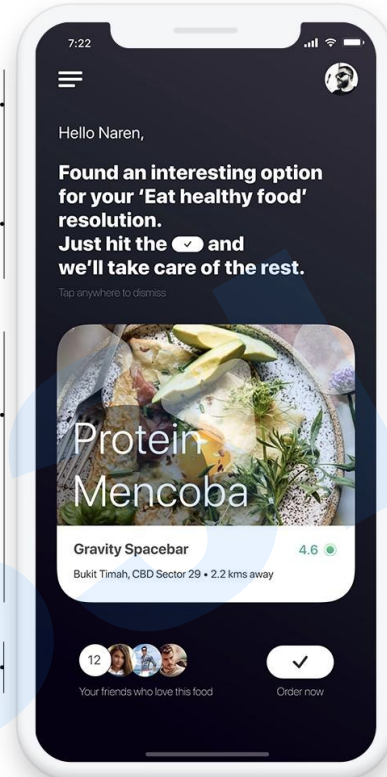 7:22
Hello Naren,
Found an interesting option
for your ‘Eat healthy food’
resolution.
Just hit the ✓ and
we’ll take care of the rest.
Tap anywhere to dismiss
Protein
Mencoba
Gravity Spacebar 4.6
Bukit Timah, CBD Sector 29 • 2.2 kms away
12
Your friends who love this food
Order now